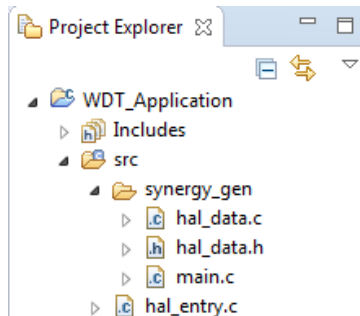 Project Explorer
WDT_Application
Includes
src
synergy_gen
hal_data.c
hal_data.h
main.c
hal_entry.c